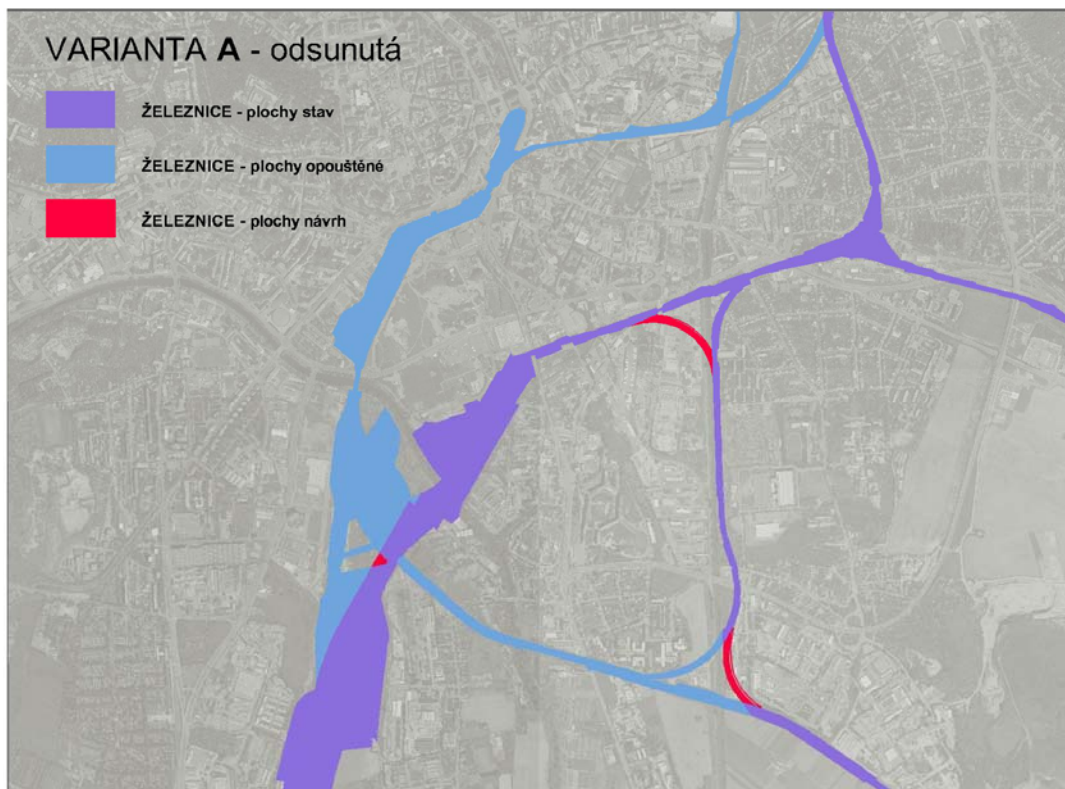 VARIANTA A - odsunutá
ŽELEZNICE - plochy stav
ŽELEZNICE - plochy opouštěné
ŽELEZNICE - plochy návrh